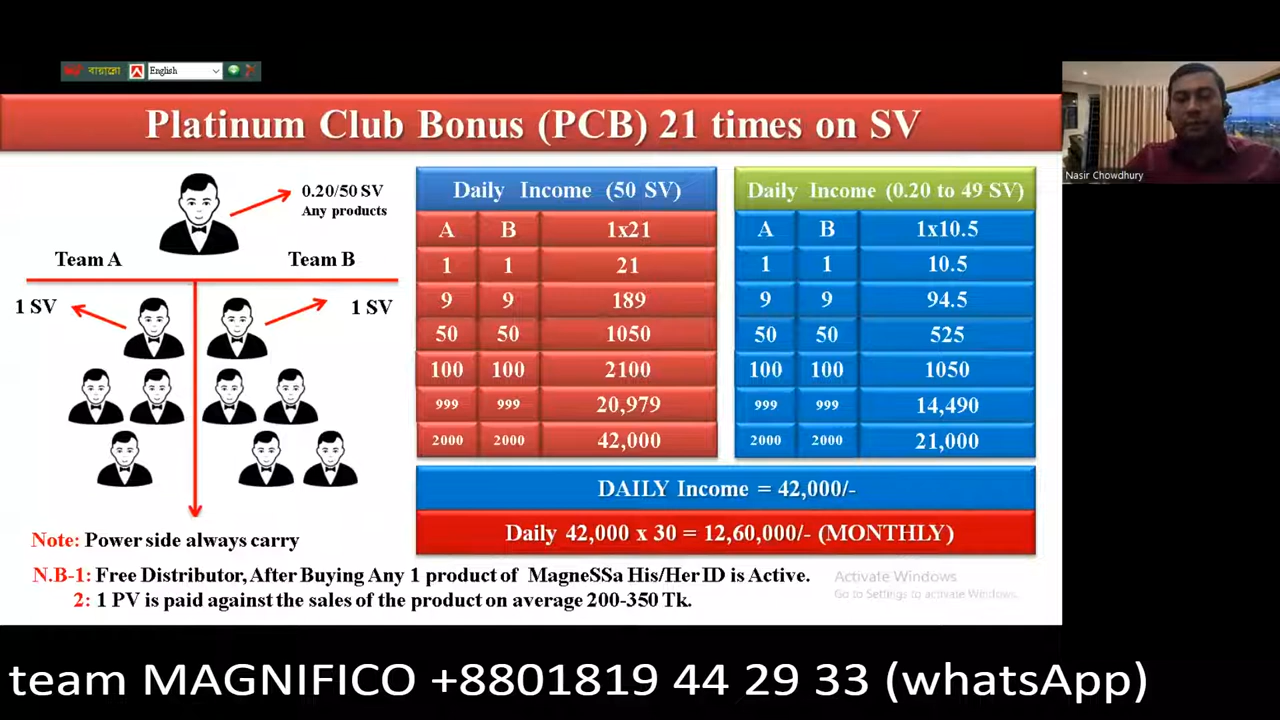 বায়ান্নো English
Platinum Club Bonus (PCB) 21 times on SV
0.20/50 SV
Any products
Team A Team B
1 SV 1 SV
Daily Income (50 SV)
A B 1x21
1 1 21
9 9 189
50 50 1050
100 100 2100
999 999 20,979
2000 2000 42,000
Daily Income (0.20 to 49 SV)
A B 1x10.5
1 1 10.5
9 9 94.5
50 50 525
100 100 1050
999 999 14,490
2000 2000 21,000
DAILY Income = 42,000/-
Daily 42,000 x 30 = 12,60,000/- (MONTHLY)
Note: Power side always carry
N.B-1: Free Distributor, After Buying Any 1 product of MagneSSa His/Her ID is Active.
2: 1 PV is paid against the sales of the product on average 200-350 Tk.
Activate Windows
Go to Settings to activate Windows.
Nasir Chowdhury
team MAGNIFICO +8801819 44 29 33 (whatsApp)